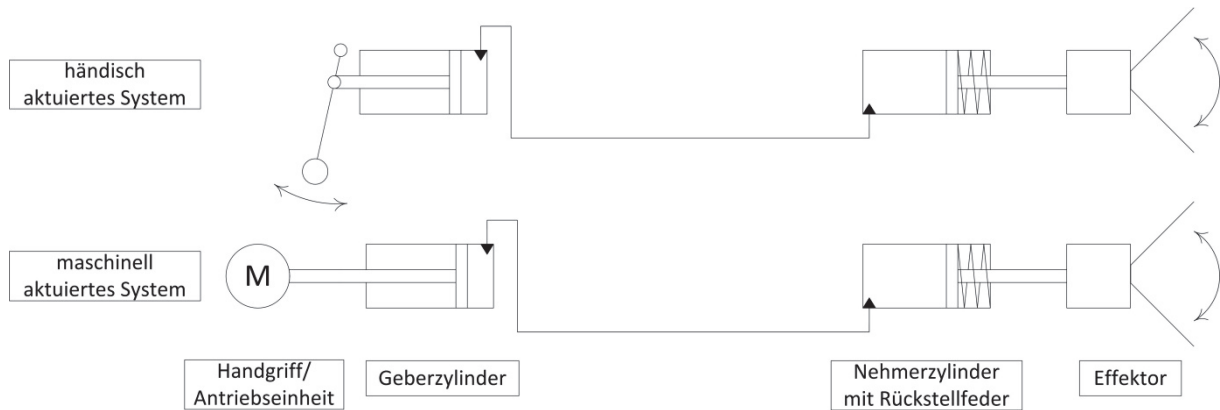 händisch
aktuiertes System
maschinell
aktuiertes System
M
Handgriff/
Antriebseinheit
Geberzylinder
Nehmerzylinder
mit Rückstellfeder
Effektor